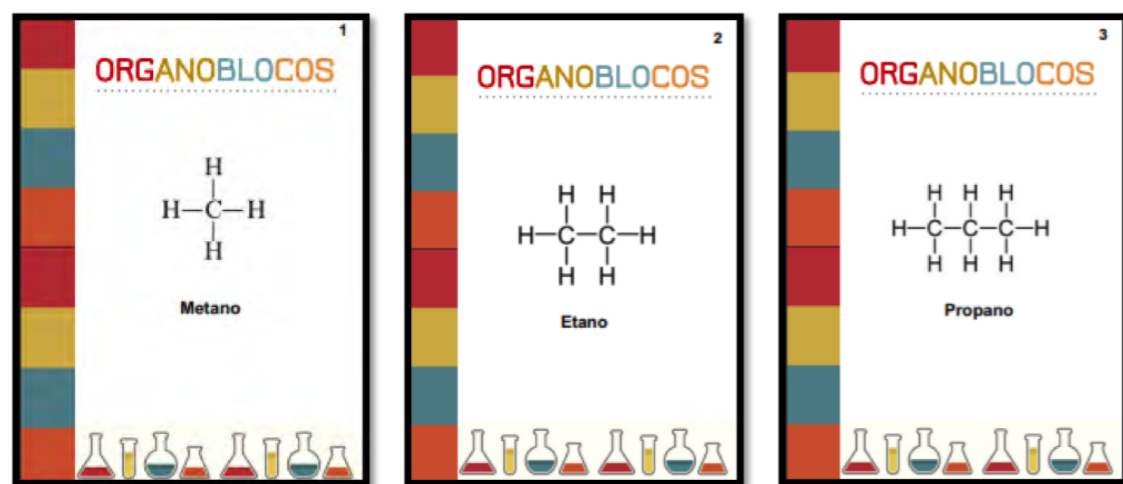 1
ORGANOBLOCOS
H
H—C—H
H
Metano
2
ORGANOBLOCOS
H H
H—C—C—H
H H
Etano
3
ORGANOBLOCOS
H H H
H—C—C—C—H
H H H
Propano